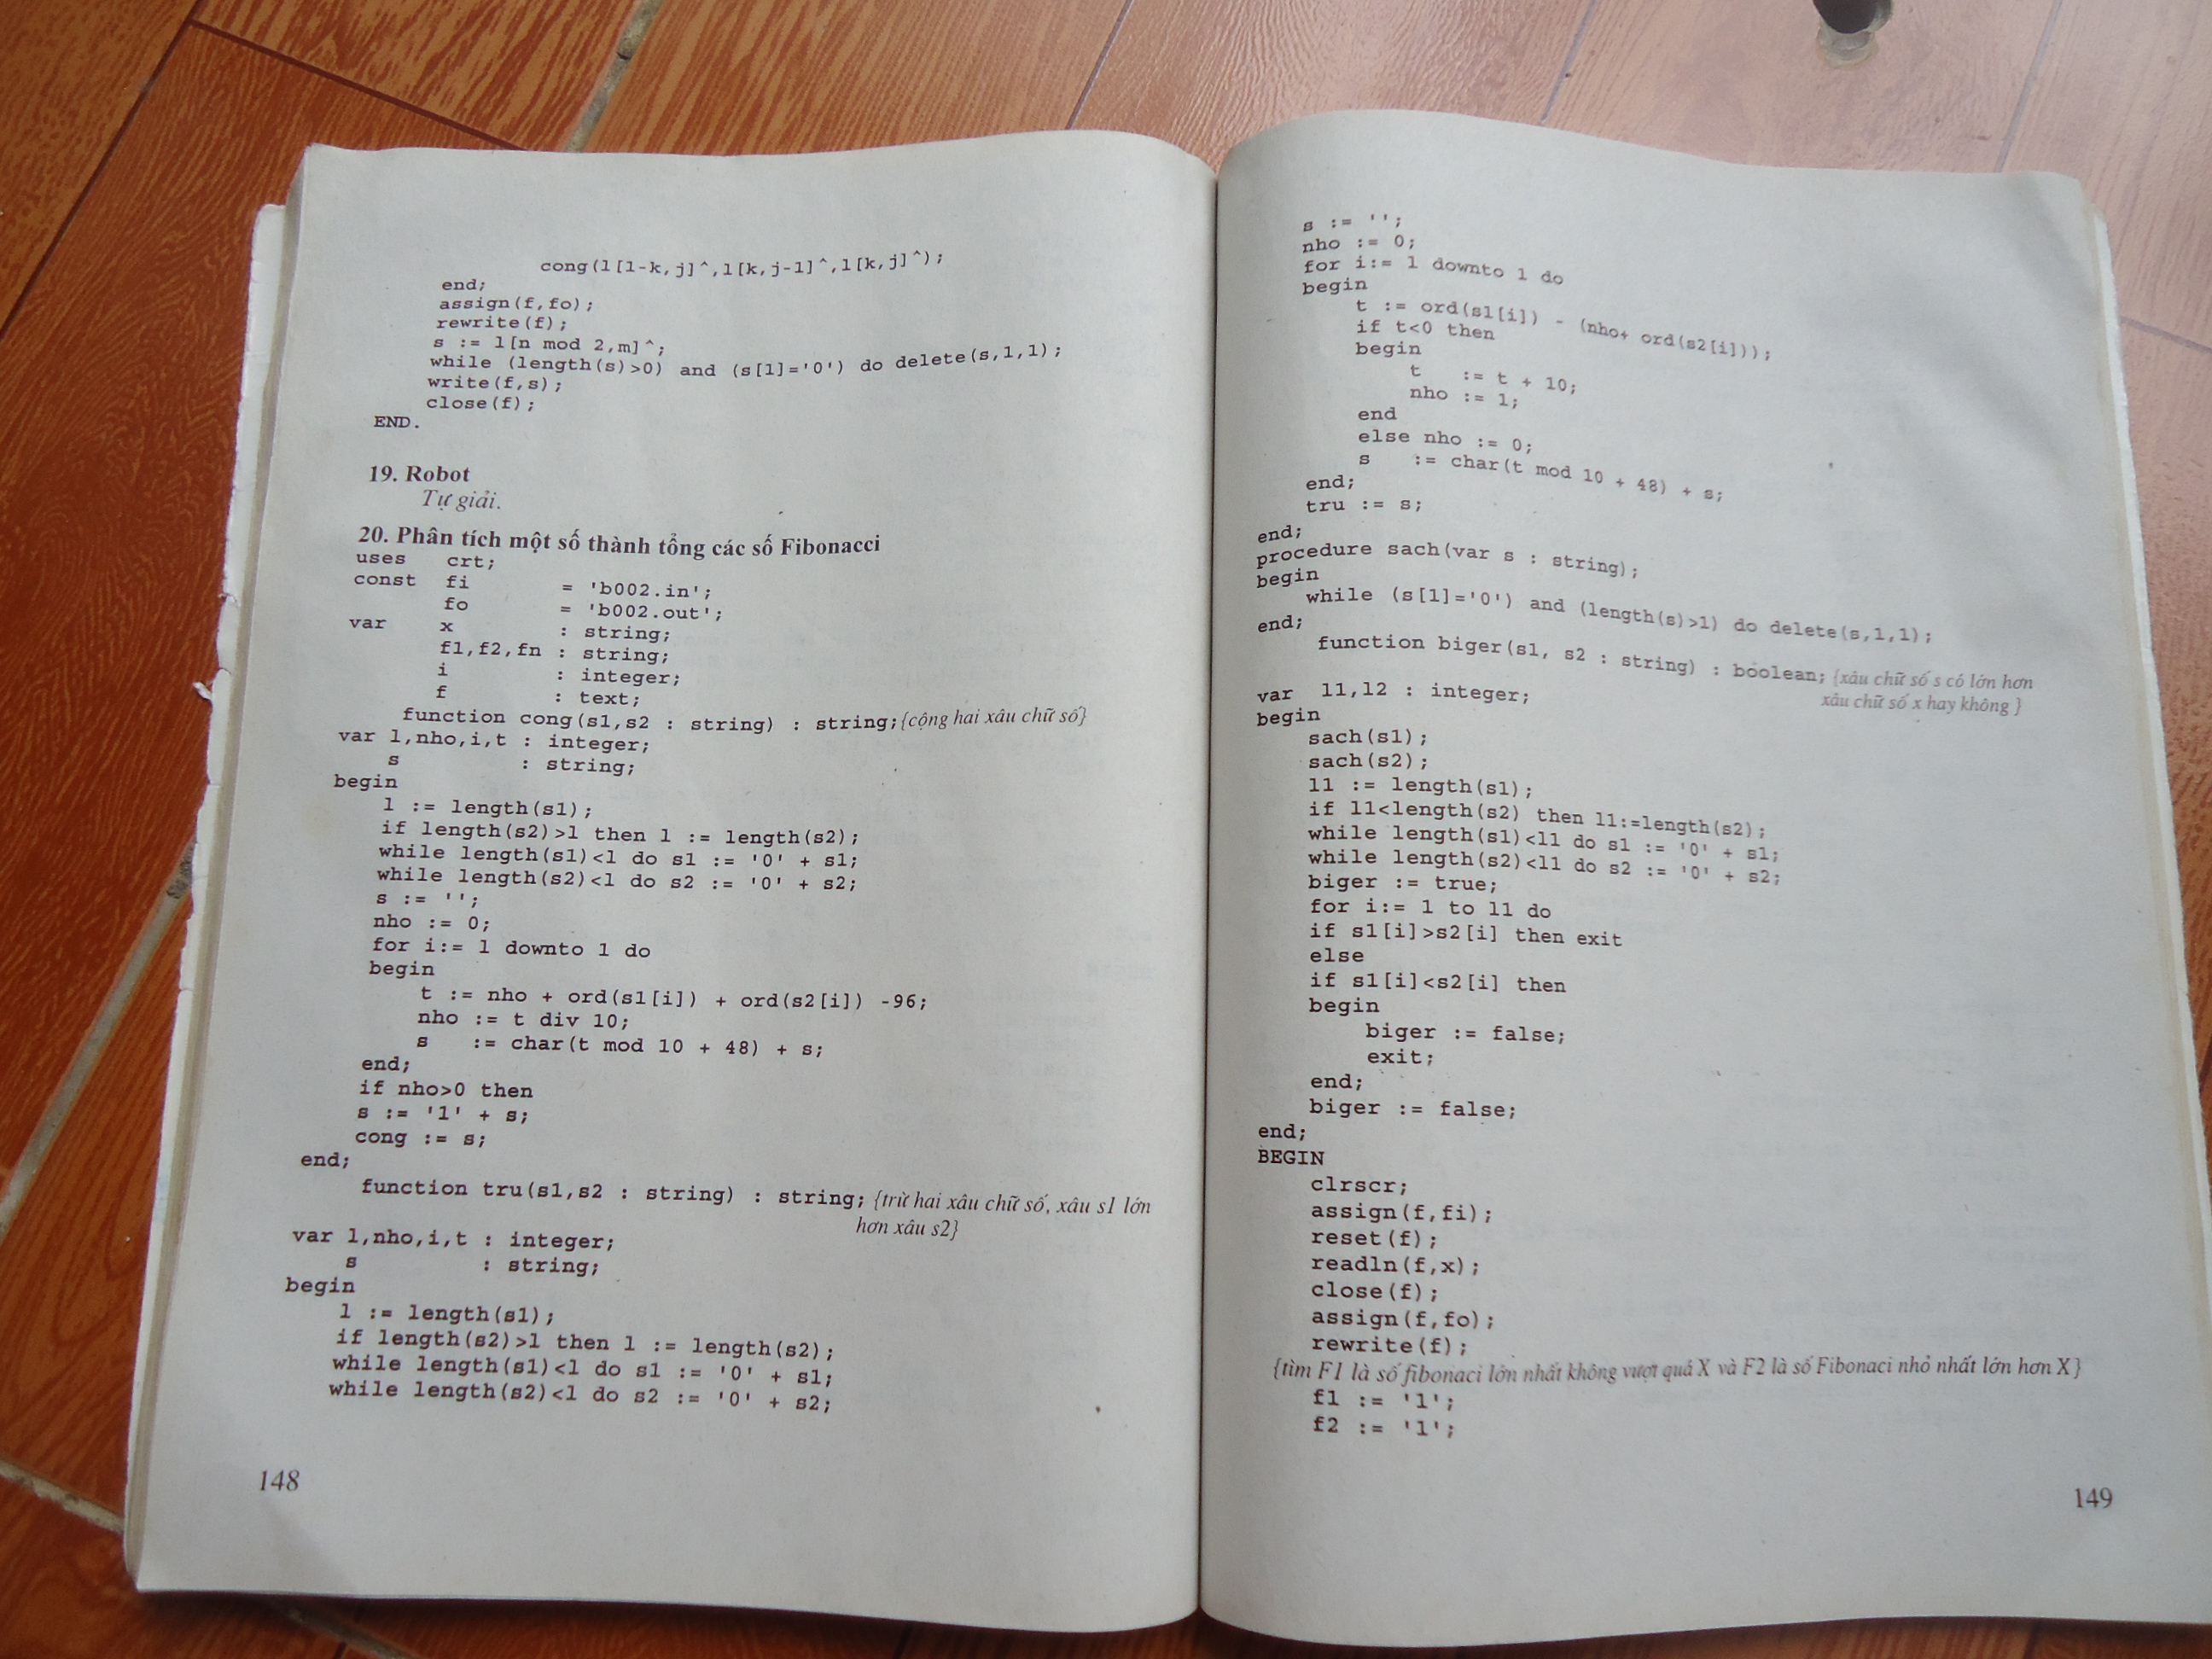 cong(l[1-k,j]^,l[k,j-1]^,l[k,j]^);
end;
assign(f,fo);
rewrite(f);
s := l[n mod 2,m]^;
while (length(s)>0) and (s[1]='0') do delete(s,1,1);
write(f,s);
close(f);
END.
19. Robot
Tự giải.
20. Phân tích một số thành tổng các số Fibonacci
uses crt;
const fi = 'b002.in';
fo = 'b002.out';
var x : string;
f1,f2,fn : string;
i : integer;
f : text;
function cong(s1,s2 : string) : string;{cộng hai xâu chữ số}
var l,nho,i,t : integer;
s : string;
begin
l := length(s1);
if length(s2)>l then l := length(s2);
while length(s1)<l do s1 := '0' + s1;
while length(s2)<l do s2 := '0' + s2;
s := '';
nho := 0;
for i:= l downto 1 do
begin
t := nho + ord(s1[i]) + ord(s2[i]) -96;
nho := t div 10;
s := char(t mod 10 + 48) + s;
end;
if nho>0 then
s := '1' + s;
cong := s;
end;
function tru(s1,s2 : string) : string; {trừ hai xâu chữ số, xâu s1 lớn
hơn xâu s2}
var l,nho,i,t : integer;
s : string;
begin
l := length(s1);
if length(s2)>l then l := length(s2);
while length(s1)<l do s1 := '0' + s1;
while length(s2)<l do s2 := '0' + s2;
148
s := '';
nho := 0;
for i:= l downto 1 do
begin
t := ord(s1[i]) - (nho+ ord(s2[i]));
if t<0 then
begin
t := t + 10;
nho := 1;
end
else nho := 0;
s := char(t mod 10 + 48) + s;
end;
tru := s;
end;
procedure sach(var s : string);
begin
while (s[1]='0') and (length(s)>1) do delete(s,1,1);
end;
function biger(s1, s2 : string) : boolean; {xâu chữ số s có lớn hơn
xâu chữ số x hay không }
var l1,l2 : integer;
begin
sach(s1);
sach(s2);
l1 := length(s1);
if l1<length(s2) then l1:=length(s2);
while length(s1)<l1 do s1 := '0' + s1;
while length(s2)<l1 do s2 := '0' + s2;
biger := true;
for i:= 1 to l1 do
if s1[i]>s2[i] then exit
else
if s1[i]<s2[i] then
begin
biger := false;
exit;
end;
biger := false;
end;
BEGIN
clrscr;
assign(f,fi);
reset(f);
readln(f,x);
close(f);
assign(f,fo);
rewrite(f);
{tìm F1 là số fibonaci lớn nhất không vượt quá X và F2 là số Fibonaci nhỏ nhất lớn hơn X}
f1 := '1';
f2 := '1';
149